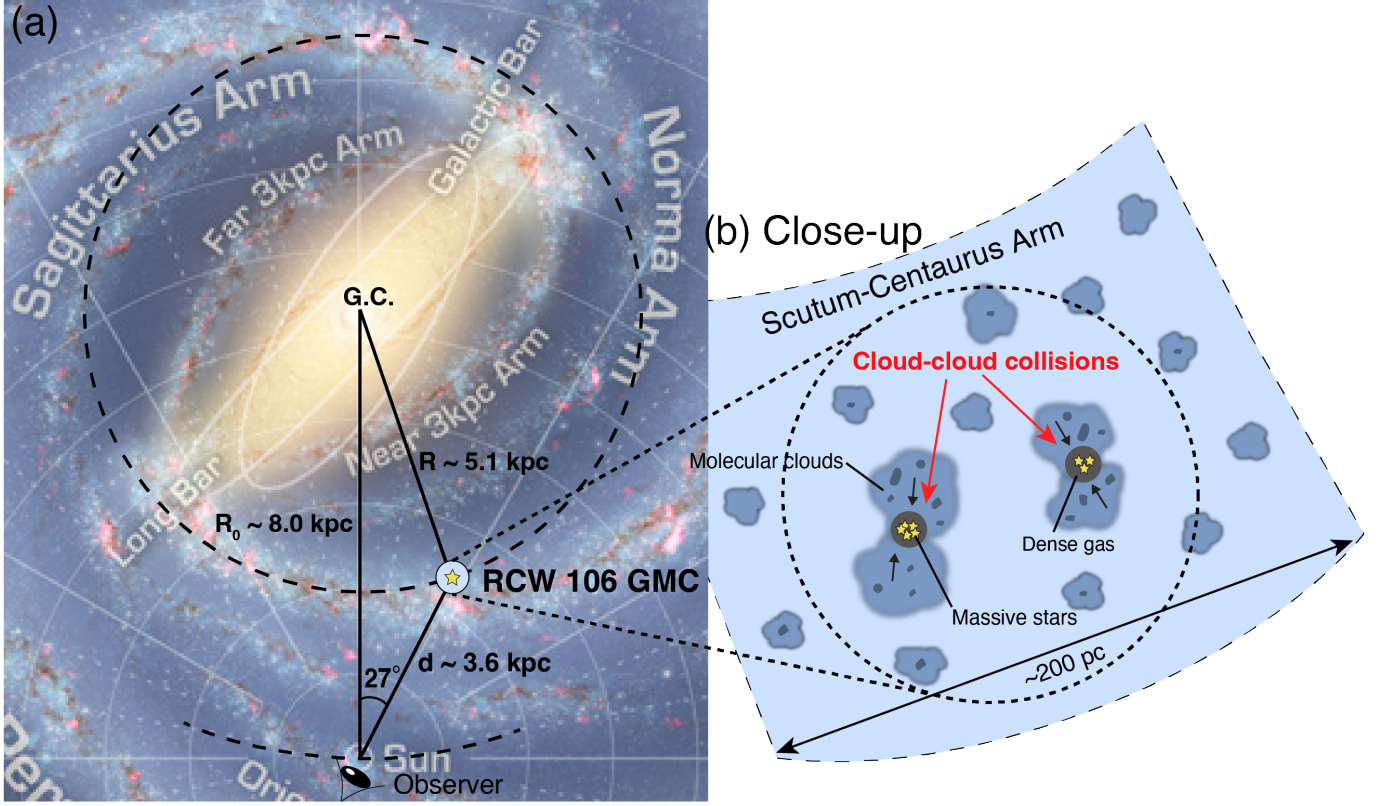 (a)
Sagittarius Arm
Far 3kpc Arm
Galactic Bar
Norma Arm
G.C.
Near 3kpc Arm
R ~ 5.1 kpc
Long Bar
R0 ~ 8.0 kpc
RCW 106 GMC
d ~ 3.6 kpc
27°
Sun
Observer
(b) Close-up
Scutum-Centaurus Arm
Cloud-cloud collisions
Molecular clouds
Dense gas
Massive stars
~200 pc